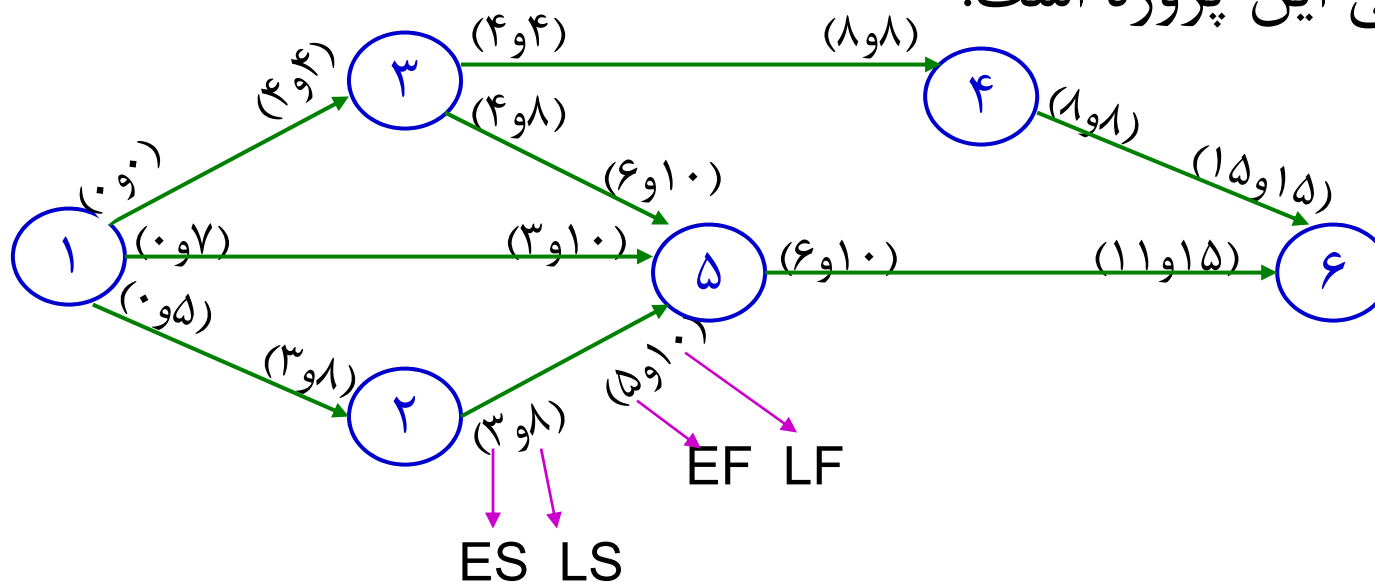 این پروژه است.
(۴و۴)
(۸و۸)
۳
۴
(۴و۴)
(۴و۸)
(۸و۸)
(۶و۱۰)
(۱۵و۱۵)
(۰و۰)
۱
(۰و۷)
(۳و۱۰)
۵
(۶و۱۰)
(۱۱و۱۵)
۶
(۰و۵)
(۳و۸)
۲
(۵و۱۰)
(۳و۸)
EF LF
ES LS